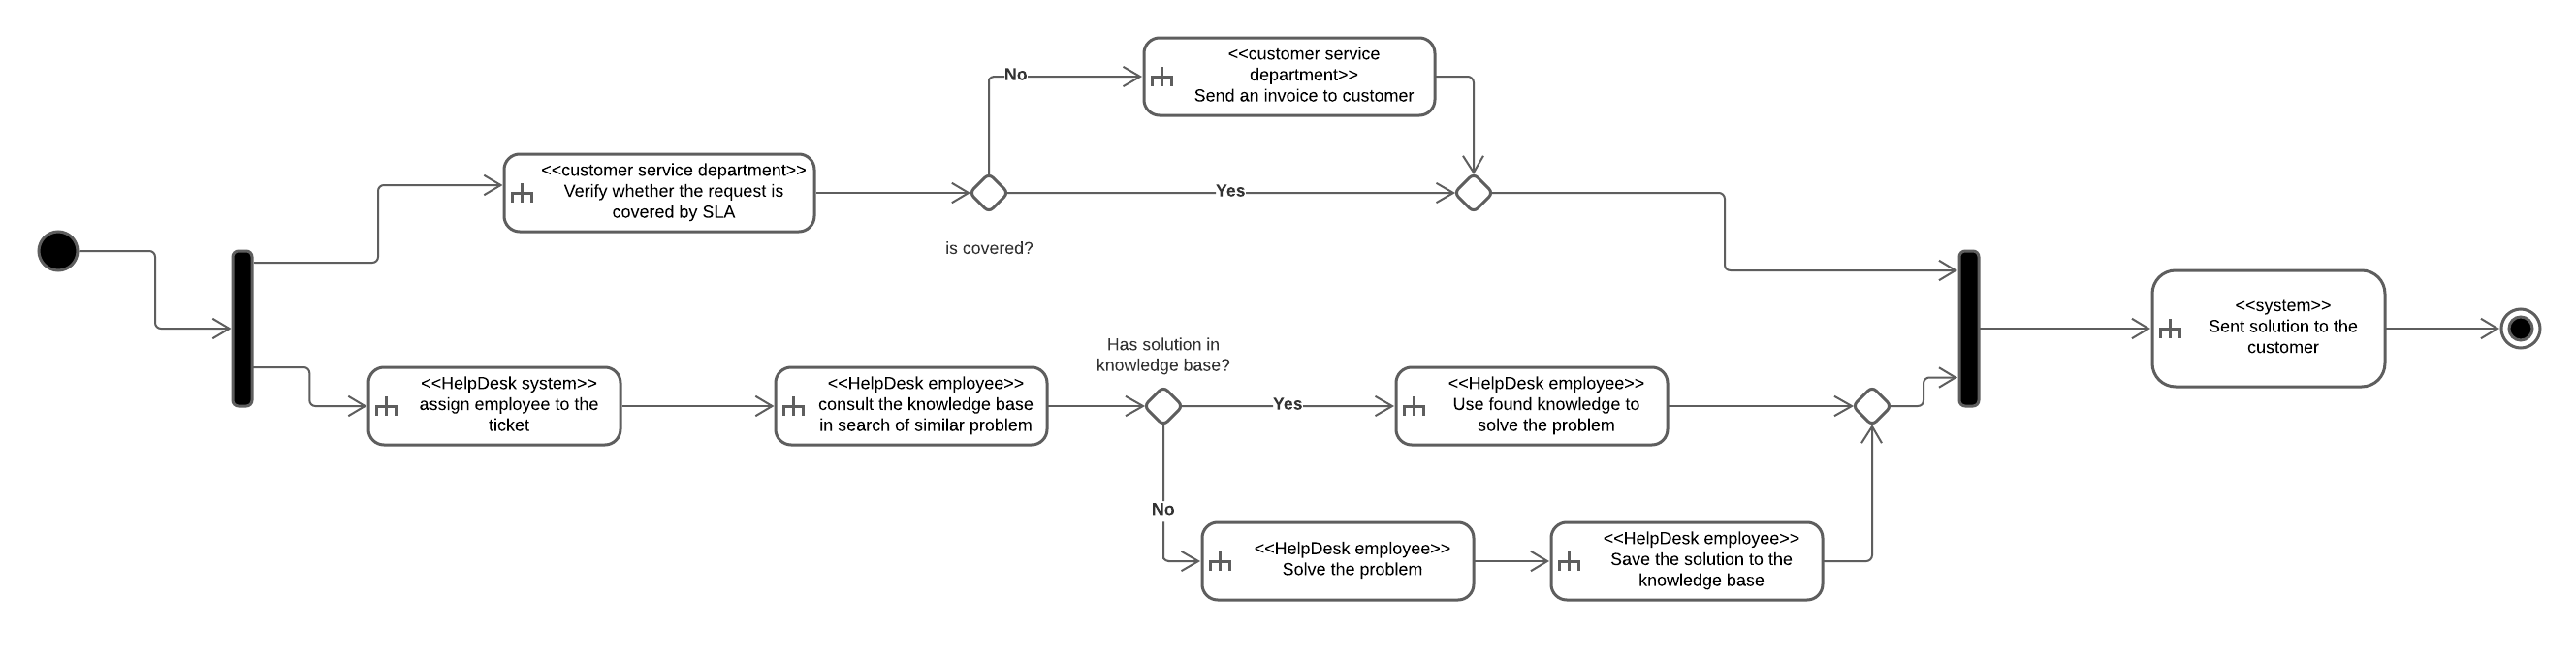 <<customer service
department>>
Send an invoice to customer
No
<<customer service department>>
Verify whether the request is
covered by SLA
Yes
is covered?
<<system>>
Sent solution to the
customer
Has solution in
knowledge base?
<<HelpDesk system>>
assign employee to the
ticket
<<HelpDesk employee>>
consult the knowledge base
in search of similar problem
Yes
<<HelpDesk employee>>
Use found knowledge to
solve the problem
No
<<HelpDesk employee>>
Solve the problem
<<HelpDesk employee>>
Save the solution to the
knowledge base